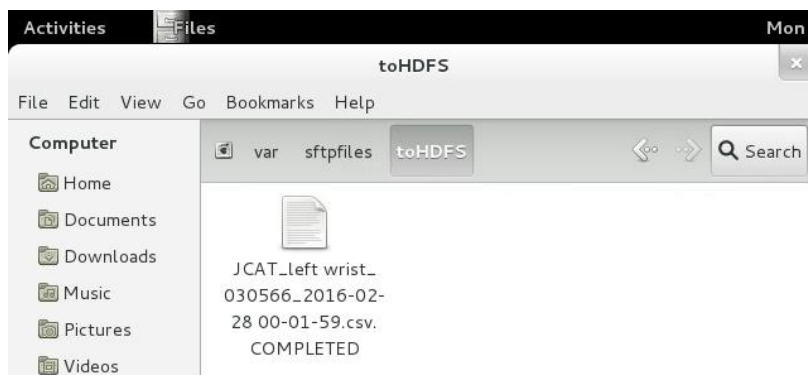 Activities Files Mon
toHDFS
File Edit View Go Bookmarks Help
Computer
Home
Documents
Downloads
Music
Pictures
Videos
var sftpfiles toHDFS Search
JCAT_left wrist_
030566_2016-02-
28 00-01-59.csv.
COMPLETED